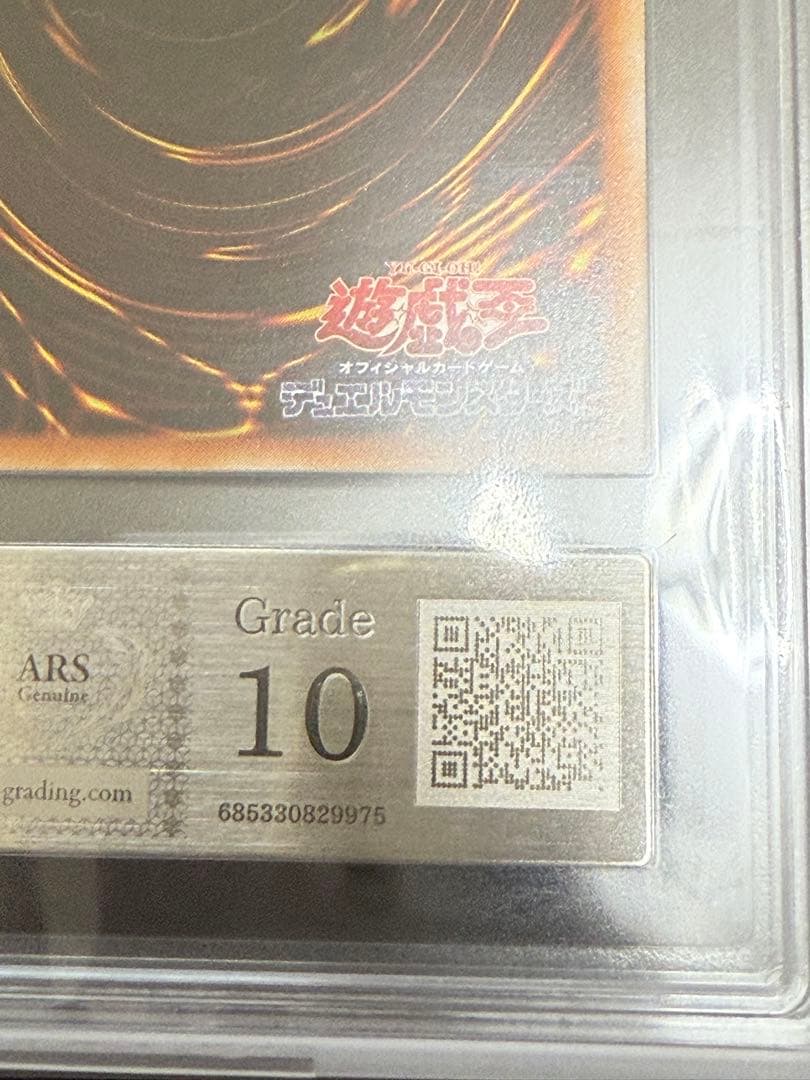 YU-GI-OH!
遊戯王
オフィシャルカードゲーム
デュエルモンスターズ
Grade
10
685330829975
ARS
Genuine
grading.com